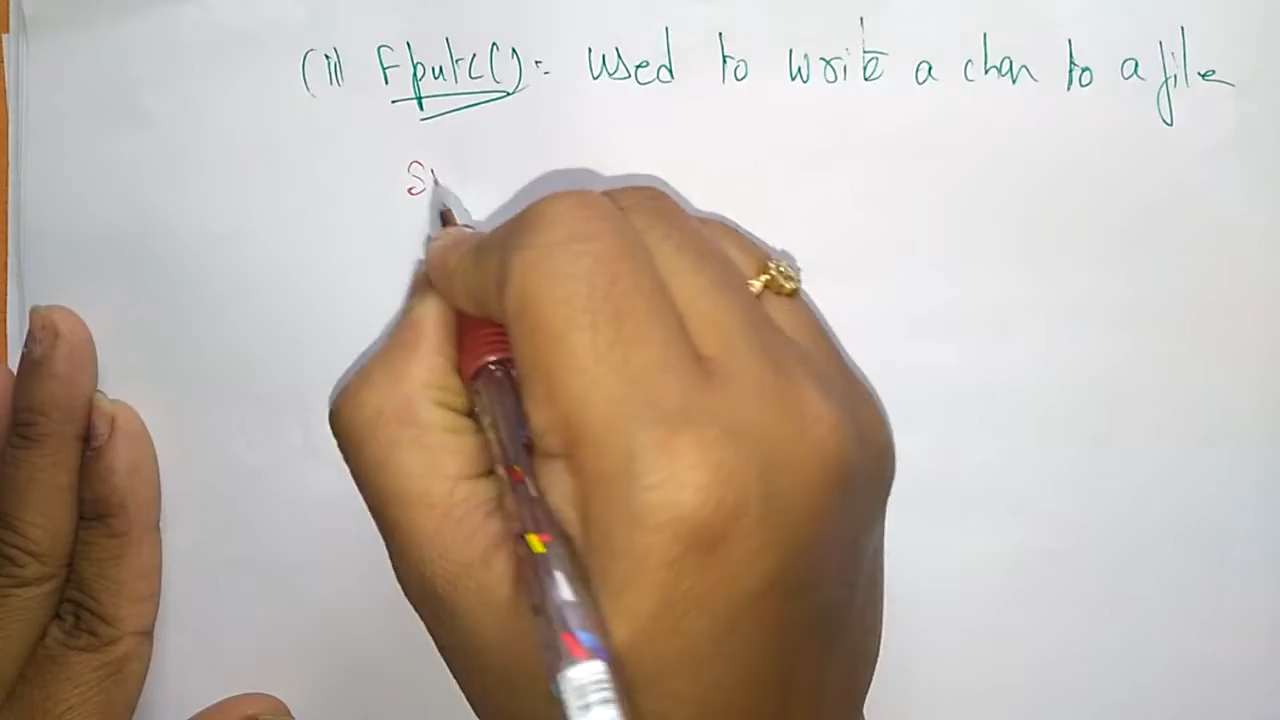 (ii) Fputc() :- used to write a char to a file
S